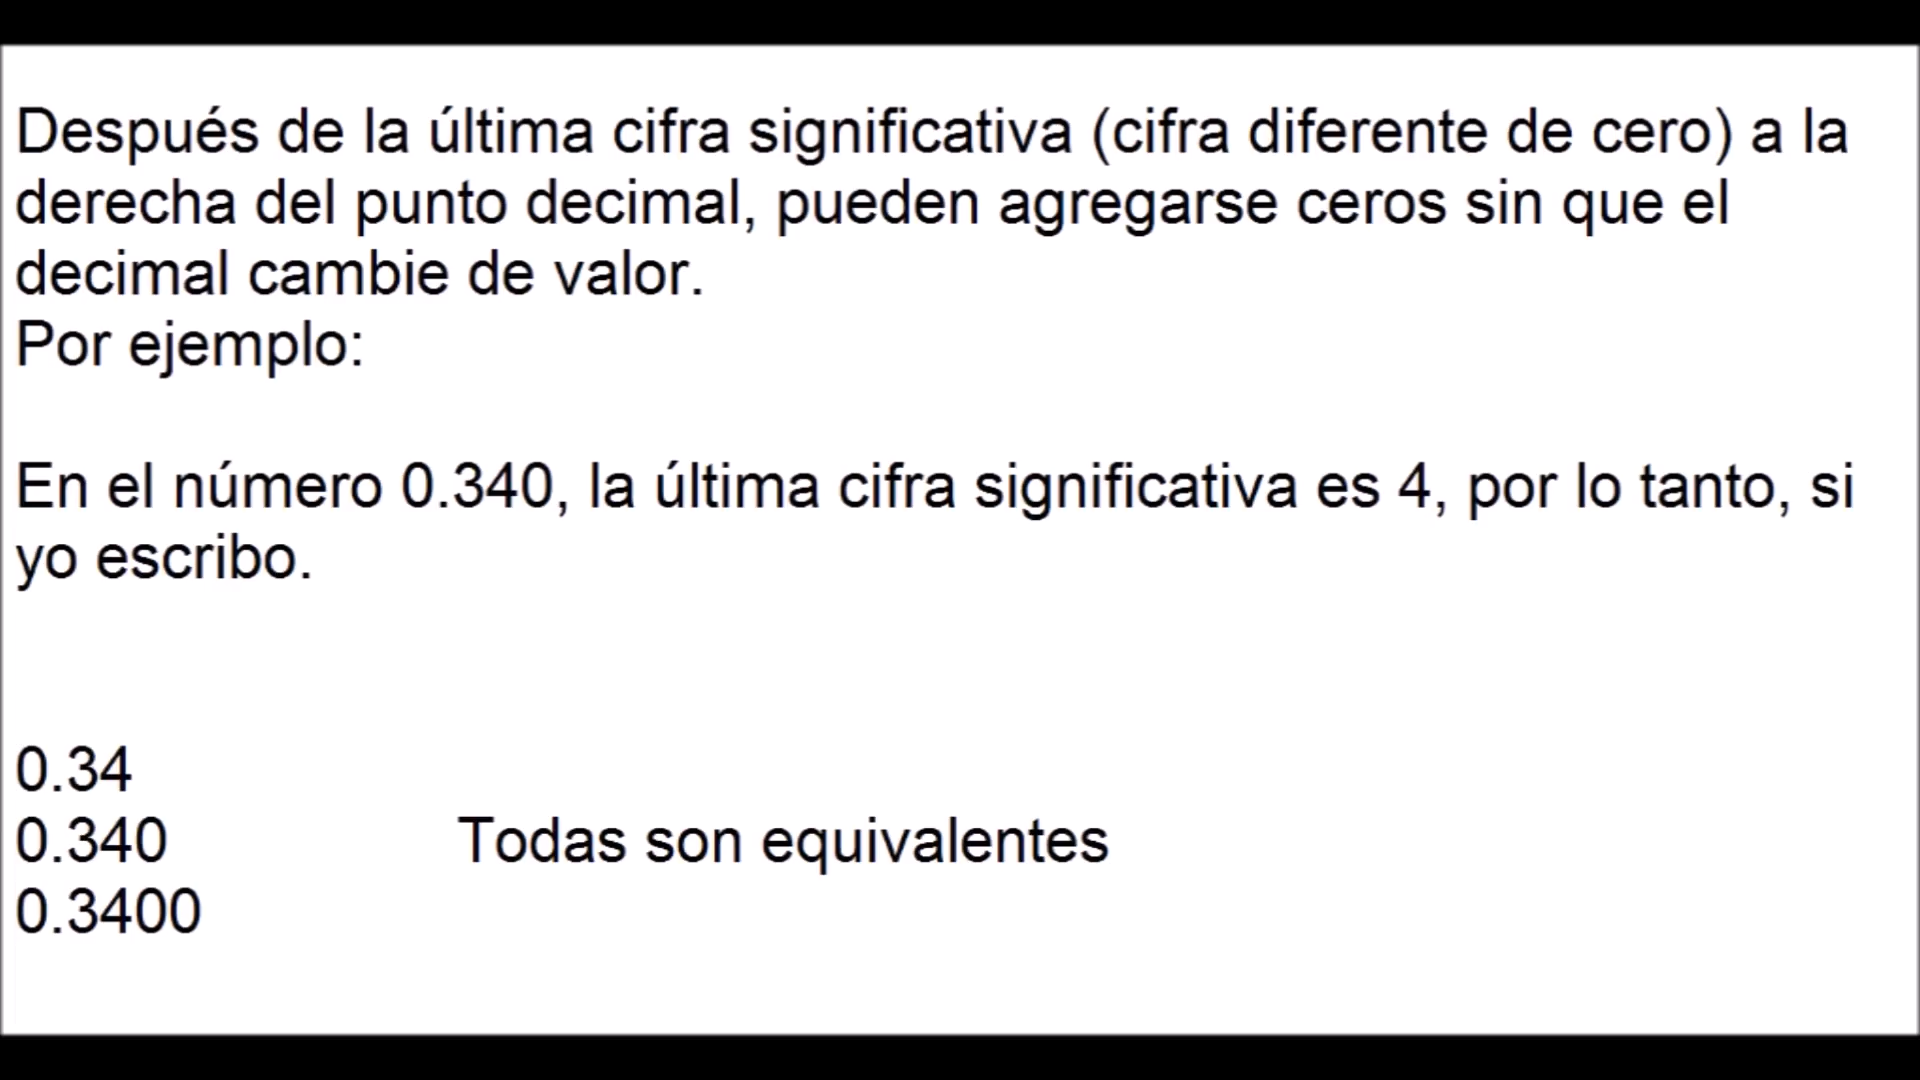 Después de la última cifra significativa (cifra diferente de cero) a la
derecha del punto decimal, pueden agregarse ceros sin que el
decimal cambie de valor.
Por ejemplo:
En el número 0.340, la última cifra significativa es 4, por lo tanto, si
yo escribo.
0.34
0.340 Todas son equivalentes
0.3400